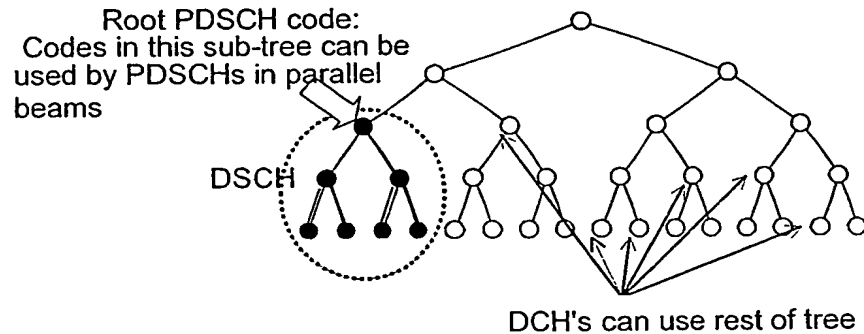 Root PDSCH code:
Codes in this sub-tree can be
used by PDSCHs in parallel
beams
DSCH
DCH's can use rest of tree